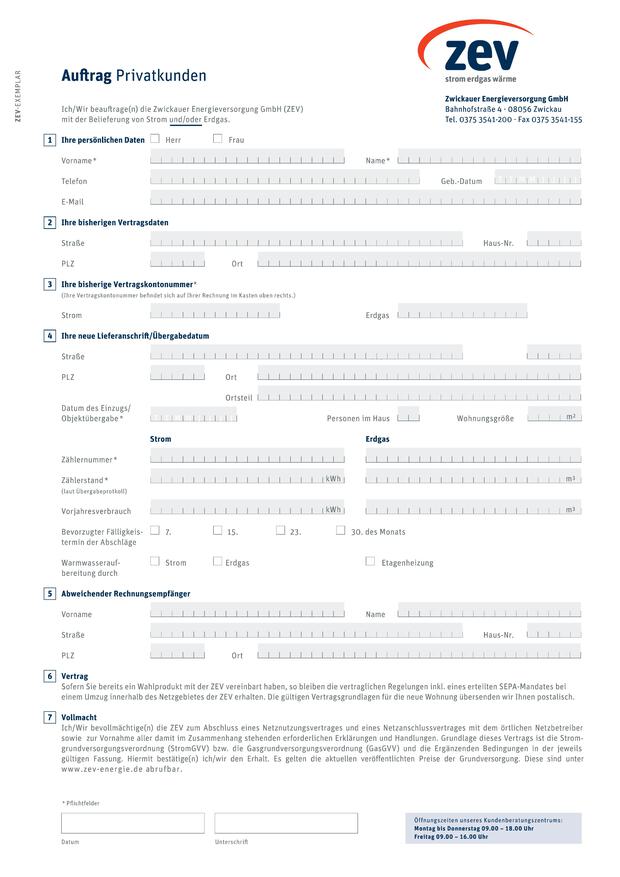 zev
strom erdgas wärme
Auftrag Privatkunden
ZEV-EXEMPLAR
Zwickauer Energieversorgung GmbH
Bahnhofstraße 4 · 08056 Zwickau
Tel. 0375 3541-200 · Fax 0375 3541-155
Ich/Wir beauftrage(n) die Zwickauer Energieversorgung GmbH (ZEV)
mit der Belieferung von Strom und/oder Erdgas.
1 Ihre persönlichen Daten Herr Frau
Vorname* Name*
Telefon Geb.-Datum
E-Mail
2 Ihre bisherigen Vertragsdaten
Straße Haus-Nr.
PLZ Ort
3 Ihre bisherige Vertragskontonummer*
(Ihre Vertragskontonummer befindet sich auf Ihrer Rechnung im Kasten oben rechts.)
Strom Erdgas
4 Ihre neue Lieferanschrift/Übergabedatum
Straße
PLZ Ort
Ortsteil
Datum des Einzugs/
Objektübergabe* Personen im Haus Wohnungsgröße m²
Strom Erdgas
Zählernummer*
Zählerstand* kWh m³
(laut Übergabeprotkoll)
Vorjahresverbrauch kWh m³
Bevorzugter Fälligkeits- 7. 15. 23. 30. des Monats
termin der Abschläge
Warmwasserauf- Strom Erdgas Etagenheizung
bereitung durch
5 Abweichender Rechnungsempfänger
Vorname Name
Straße Haus-Nr.
PLZ Ort
6 Vertrag
Sofern Sie bereits ein Wahlprodukt mit der ZEV vereinbart haben, so bleiben die vertraglichen Regelungen inkl. eines erteilten SEPA-Mandates bei
einem Umzug innerhalb des Netzgebietes der ZEV erhalten. Die gültigen Vertragsgrundlagen für die neue Wohnung übersenden wir Ihnen postalisch.
7 Vollmacht
Ich/Wir bevollmächtige(n) die ZEV zum Abschluss eines Netznutzungsvertrages und eines Netzanschlussvertrages mit dem örtlichen Netzbetreiber
sowie zur Vornahme aller damit im Zusammenhang stehenden erforderlichen Erklärungen und Handlungen. Grundlage dieses Vertrags ist die Strom-
grundversorgungsverordnung (StromGVV) bzw. die Gasgrundversorgungsverordnung (GasGVV) und die Ergänzenden Bedingungen in der jeweils
gültigen Fassung. Hiermit bestätige(n) ich/wir den Erhalt. Es gelten die aktuellen veröffentlichten Preise der Grundversorgung. Diese sind unter
www.zev-energie.de abrufbar.
* Pflichtfelder
Datum Unterschrift
Öffnungszeiten unseres Kundenberatungszentrums:
Montag bis Donnerstag 09.00 – 18.00 Uhr
Freitag 09.00 – 16.00 Uhr